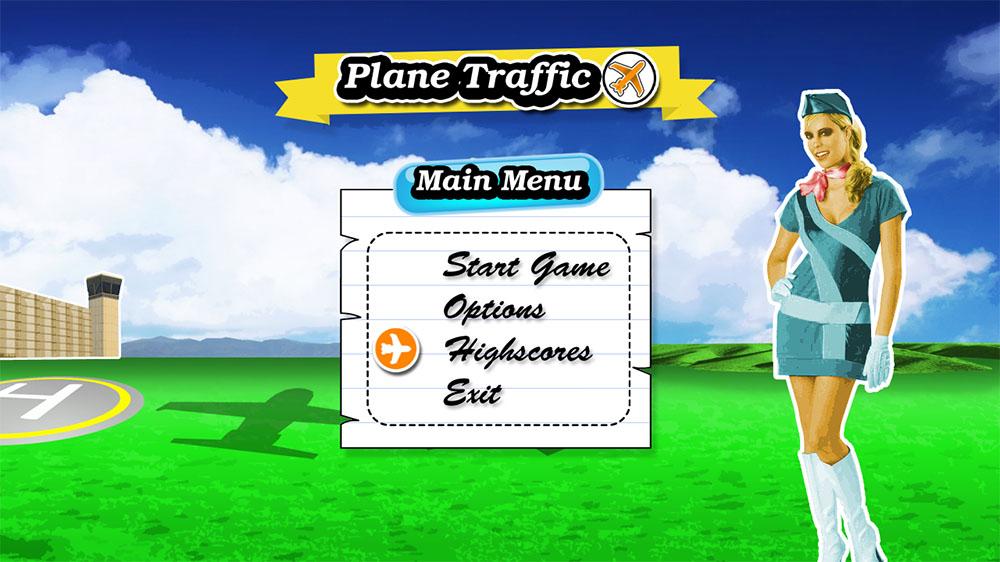 Plane Traffic
Main Menu
Start Game
Options
Highscores
Exit
H